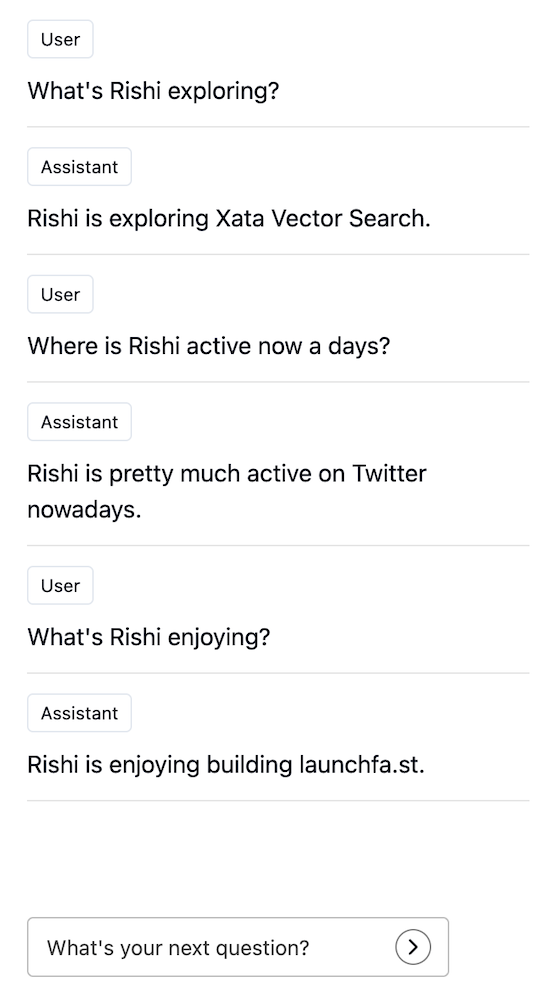 User
What's Rishi exploring?
Assistant
Rishi is exploring Xata Vector Search.
User
Where is Rishi active now a days?
Assistant
Rishi is pretty much active on Twitter
nowadays.
User
What's Rishi enjoying?
Assistant
Rishi is enjoying building launchfa.st.
What's your next question?